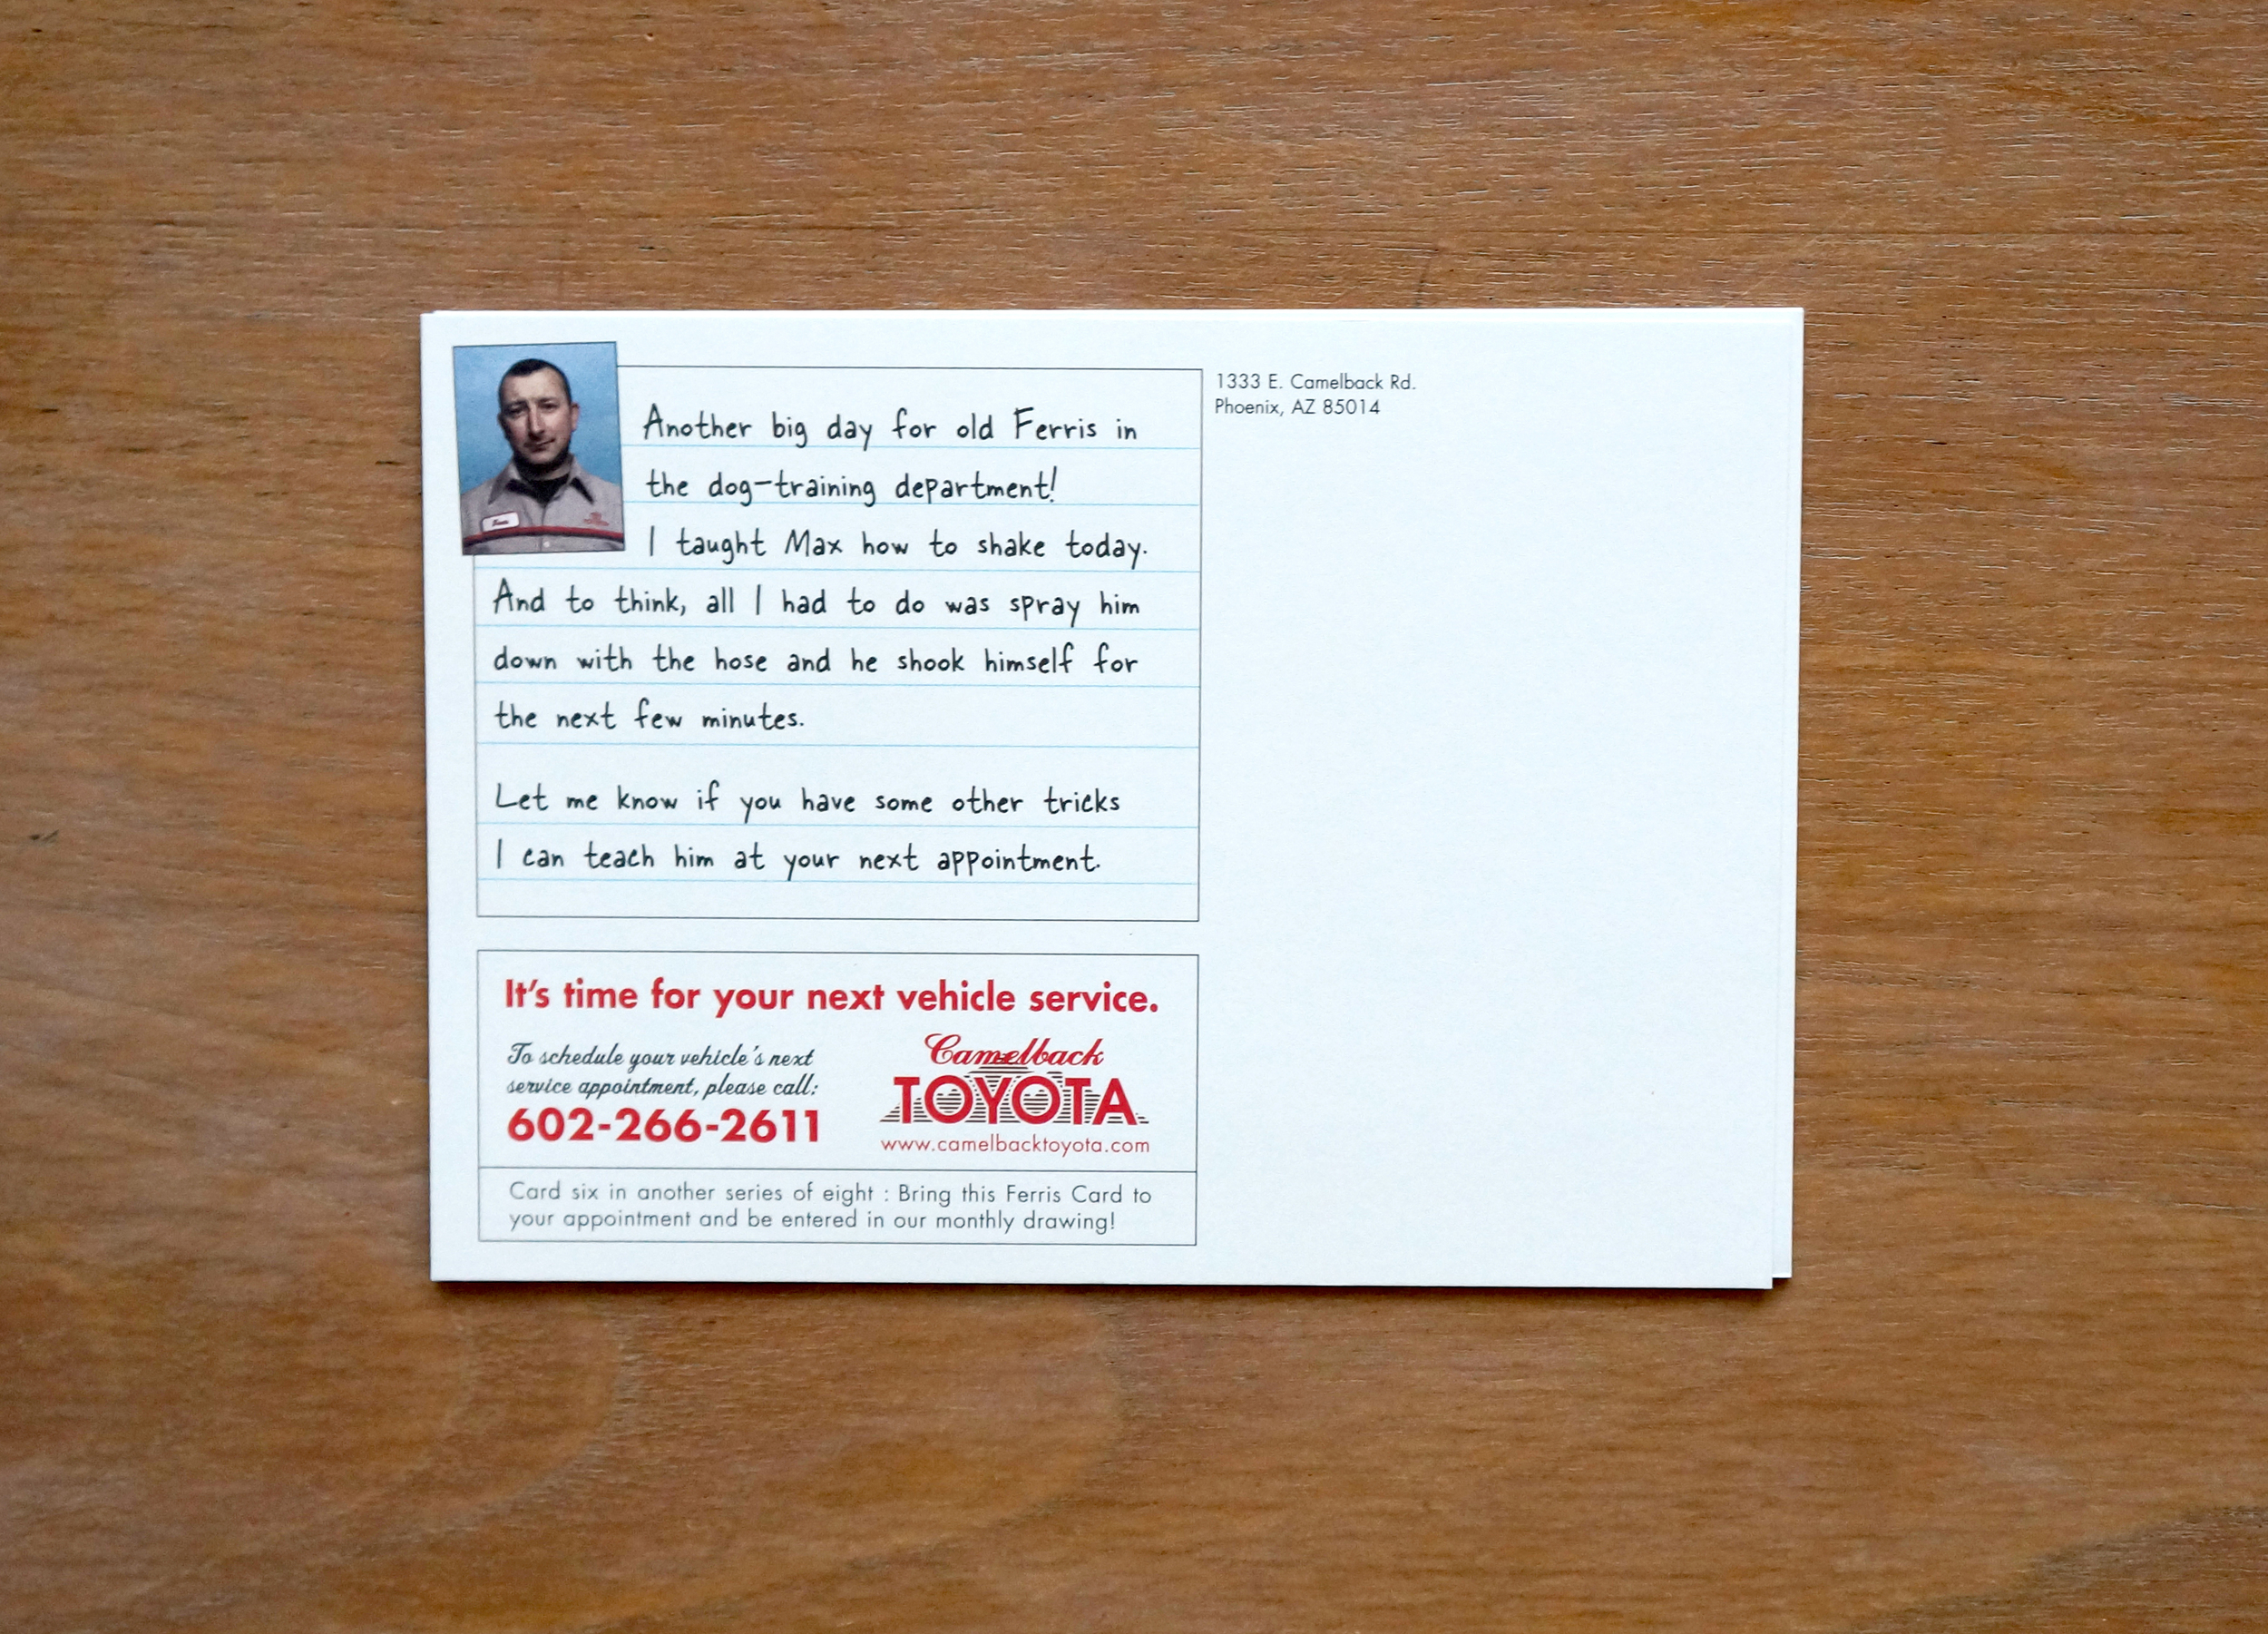 Another big day for old Ferris in
the dog-training department!
I taught Max how to shake today.
And to think, all I had to do was spray him
down with the hose and he shook himself for
the next few minutes.
Let me know if you have some other tricks
I can teach him at your next appointment.
It's time for your next vehicle service.
To schedule your vehicle's next
service appointment, please call:
602-266-2611
Camelback
TOYOTA
www.camelbacktoyota.com
Card six in another series of eight : Bring this Ferris Card to
your appointment and be entered in our monthly drawing!
1333 E. Camelback Rd.
Phoenix, AZ 85014